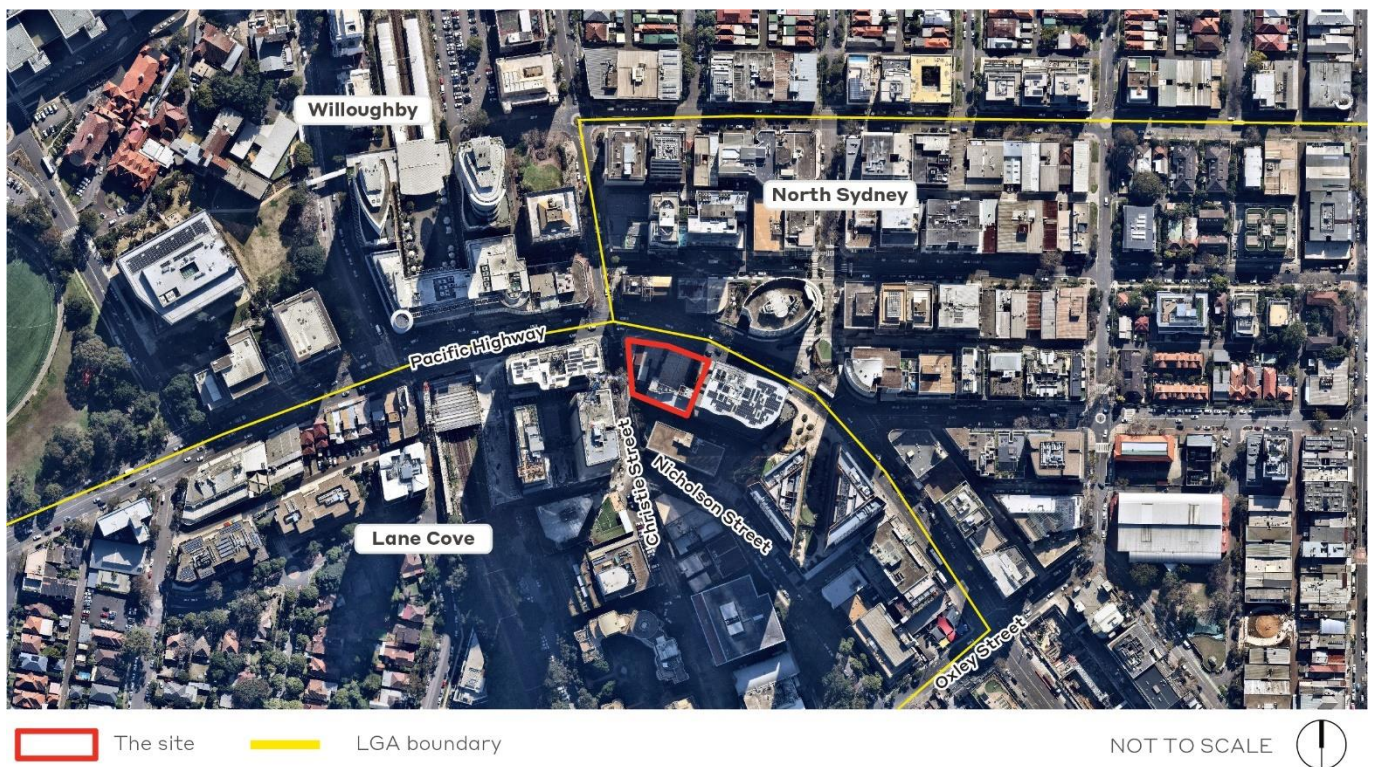 Willoughby
North Sydney
Pacific Highway
Christie Street
Nicholson Street
Lane Cove
Oxley Street
The site
LGA boundary
NOT TO SCALE